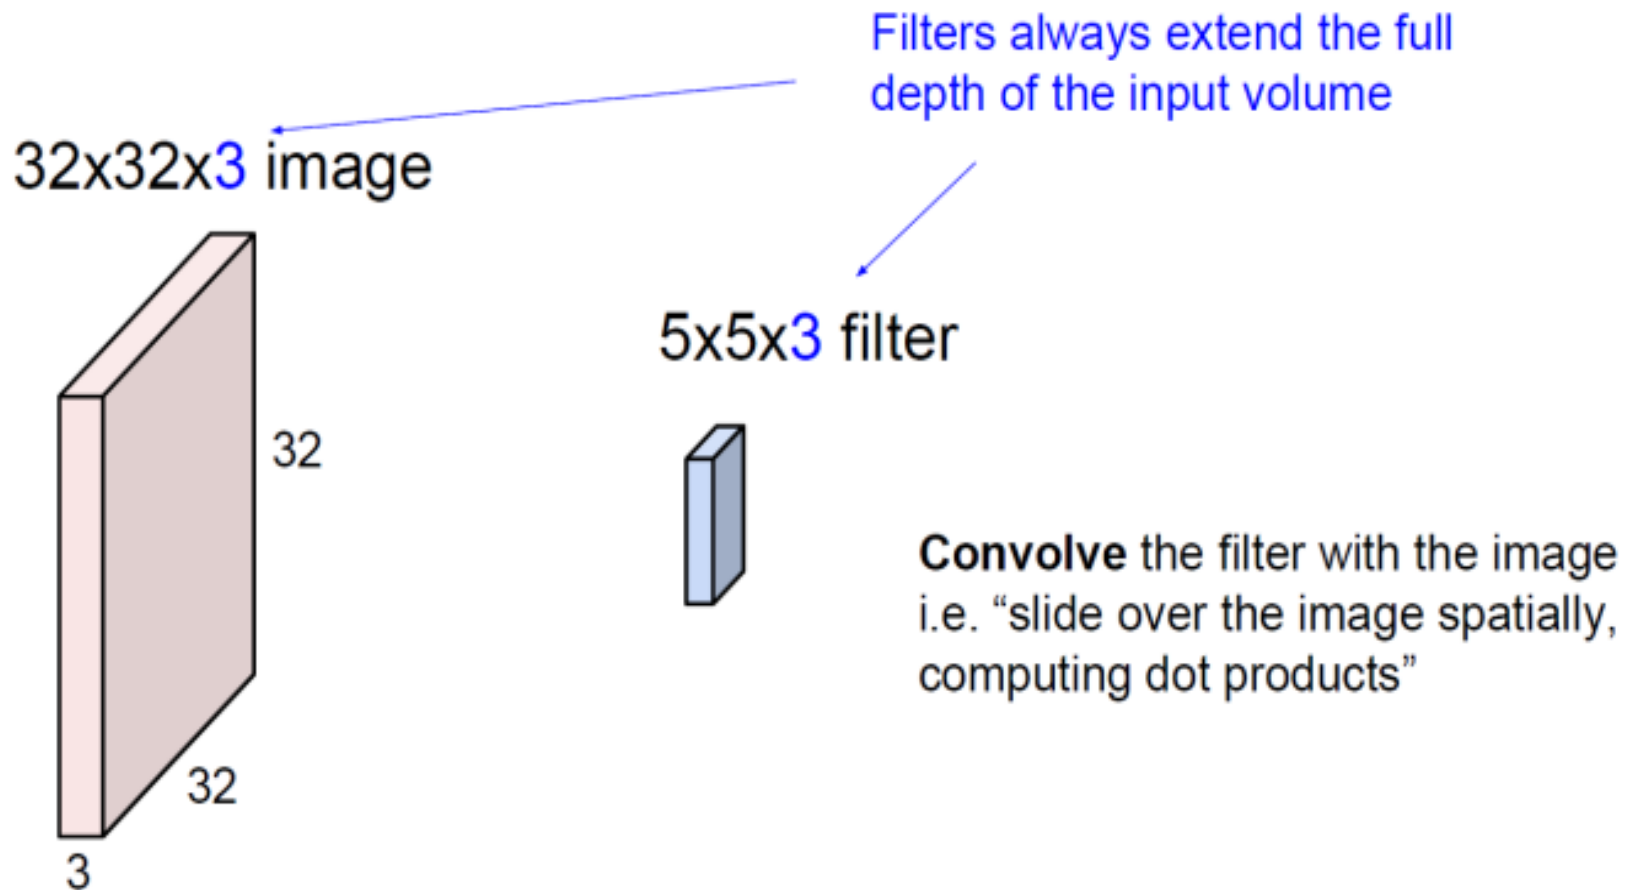 Filters always extend the full
depth of the input volume
32x32x3 image
5x5x3 filter
32
Convolve the filter with the image
i.e. “slide over the image spatially,
computing dot products”
32
3